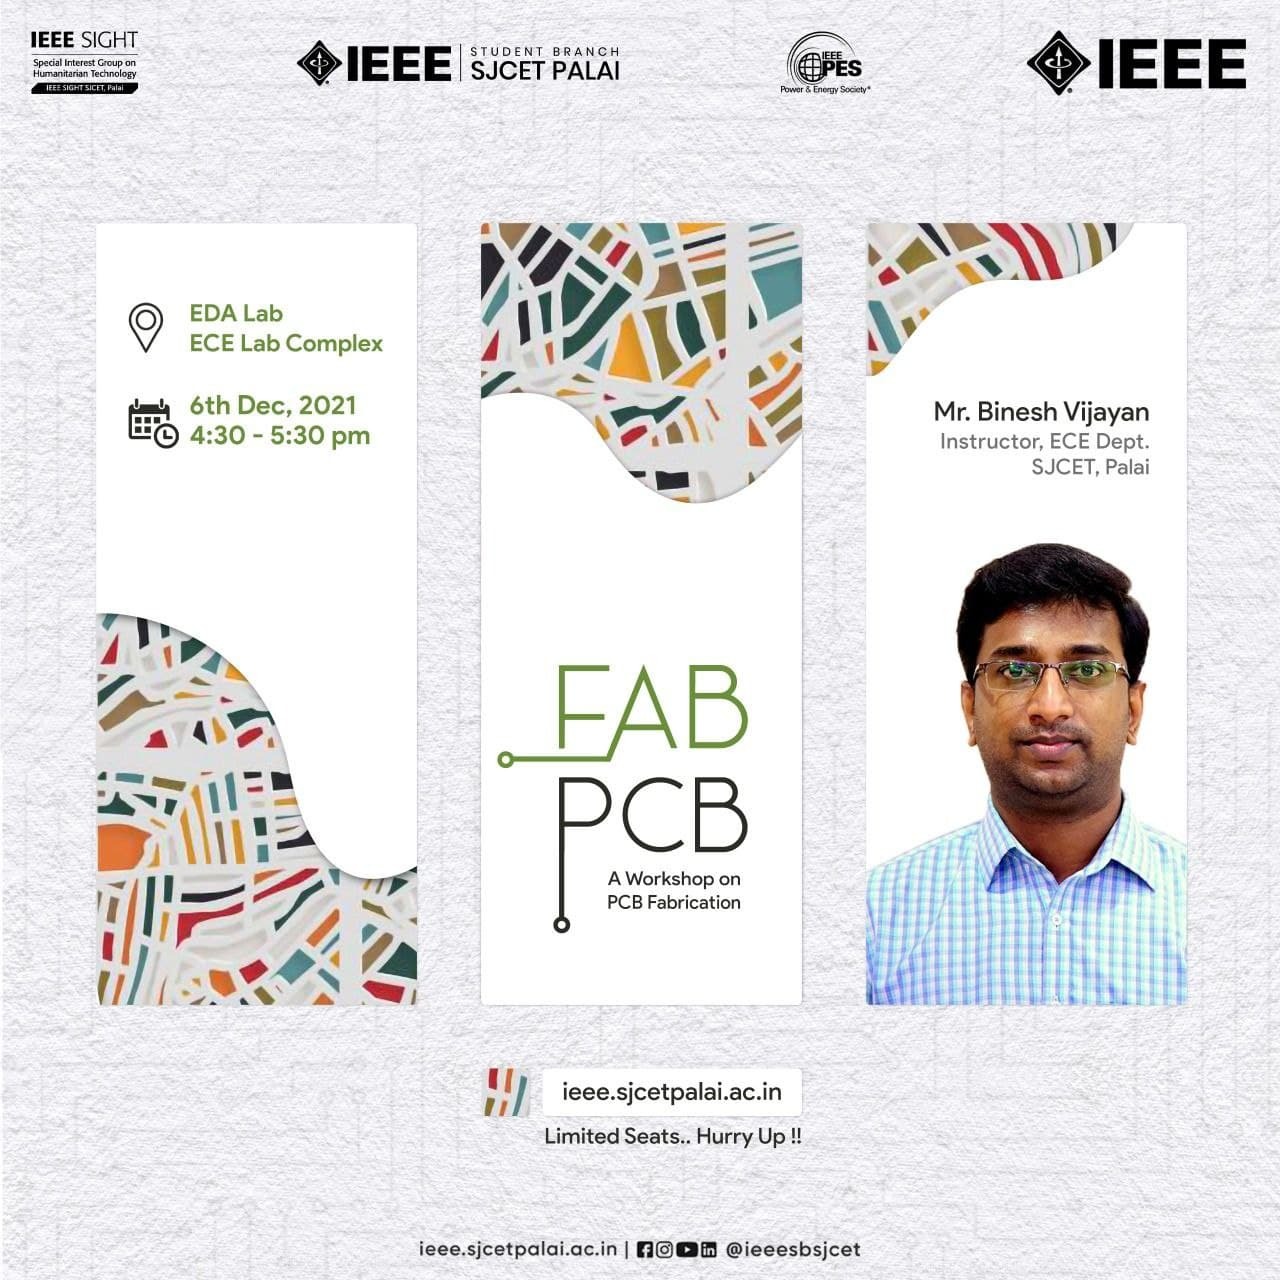 IEEE SIGHT
Special Interest Group on
Humanitarian Technology
IEEE SIGHT SJCET, Palai
IEEE
STUDENT BRANCH
SJCET PALAI
IEEE
PES
Power & Energy Society®
IEEE
EDA Lab
ECE Lab Complex
6th Dec, 2021
4:30 - 5:30 pm
FAB
PCB
A Workshop on
PCB Fabrication
Mr. Binesh Vijayan
Instructor, ECE Dept.
SJCET, Palai
ieee.sjcetpalai.ac.in
Limited Seats.. Hurry Up !!
ieee.sjcetpalai.ac.in | @ieeesbsjcet